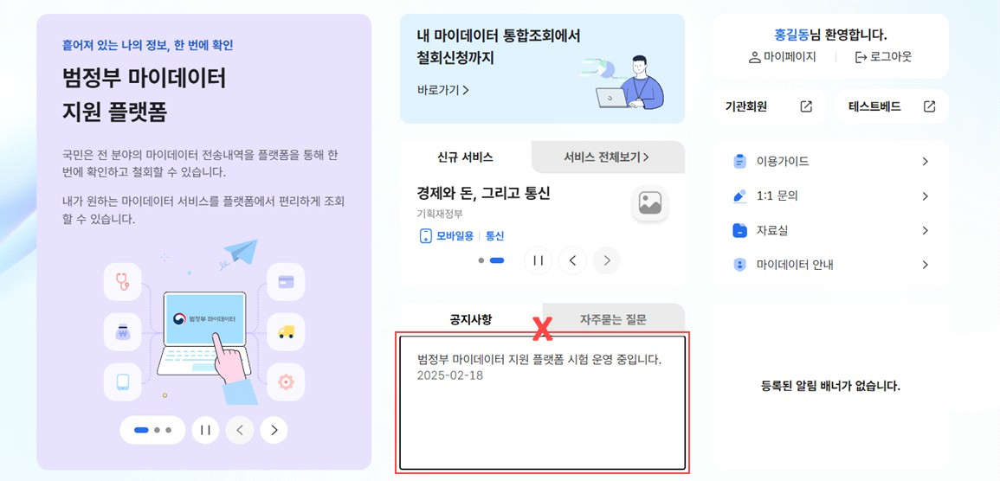 흩어져 있는 나의 정보, 한 번에 확인
범정부 마이데이터
지원 플랫폼
국민은 전 분야의 마이데이터 전송내역을 플랫폼을 통해 한
번에 확인하고 철회할 수 있습니다.
내가 원하는 마이데이터 서비스를 플랫폼에서 편리하게 조회
할 수 있습니다.
범정부 마이데이터
내 마이데이터 통합조회에서
철회신청까지
바로가기
신규 서비스
서비스 전체보기
경제와 돈, 그리고 통신
기획재정부
모바일용
통신
공지사항
X
자주묻는 질문
범정부 마이데이터 지원 플랫폼 시험 운영 중입니다.
2025-02-18
홍길동님 환영합니다.
마이페이지
로그아웃
기관회원
테스트베드
이용가이드
1:1 문의
자료실
마이데이터 안내
등록된 알림 배너가 없습니다.